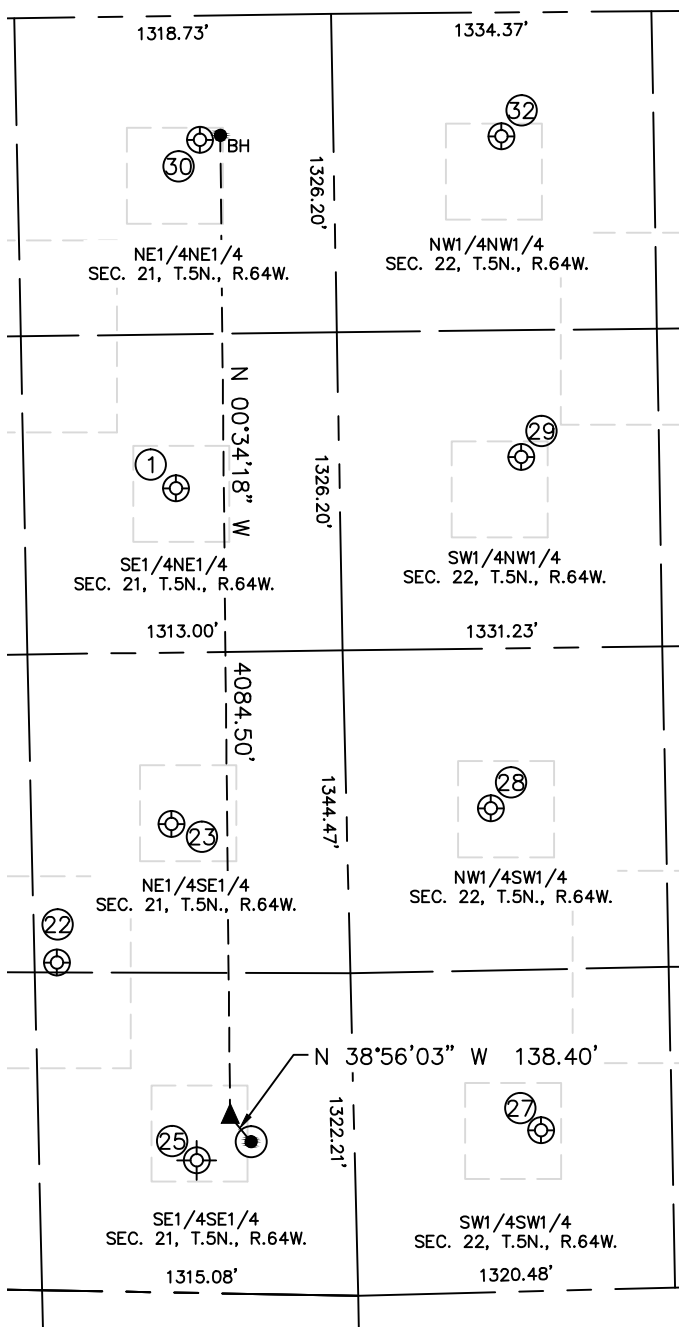 1318.73'
1334.37'
32
BH
30
1326.20'
NE1/4NE1/4
SEC. 21, T.5N., R.64W.
NW1/4NW1/4
SEC. 22, T.5N., R.64W.
N 00°34'18" W
29
1
1326.20'
SE1/4NE1/4
SEC. 21, T.5N., R.64W.
SW1/4NW1/4
SEC. 22, T.5N., R.64W.
1313.00'
1331.23'
4084.50'
28
1344.47'
23
NE1/4SE1/4
SEC. 21, T.5N., R.64W.
NW1/4SW1/4
SEC. 22, T.5N., R.64W.
22
N 38°56'03" W 138.40'
27
1322.21'
25
SE1/4SE1/4
SEC. 21, T.5N., R.64W.
SW1/4SW1/4
SEC. 22, T.5N., R.64W.
1315.08'
1320.48'